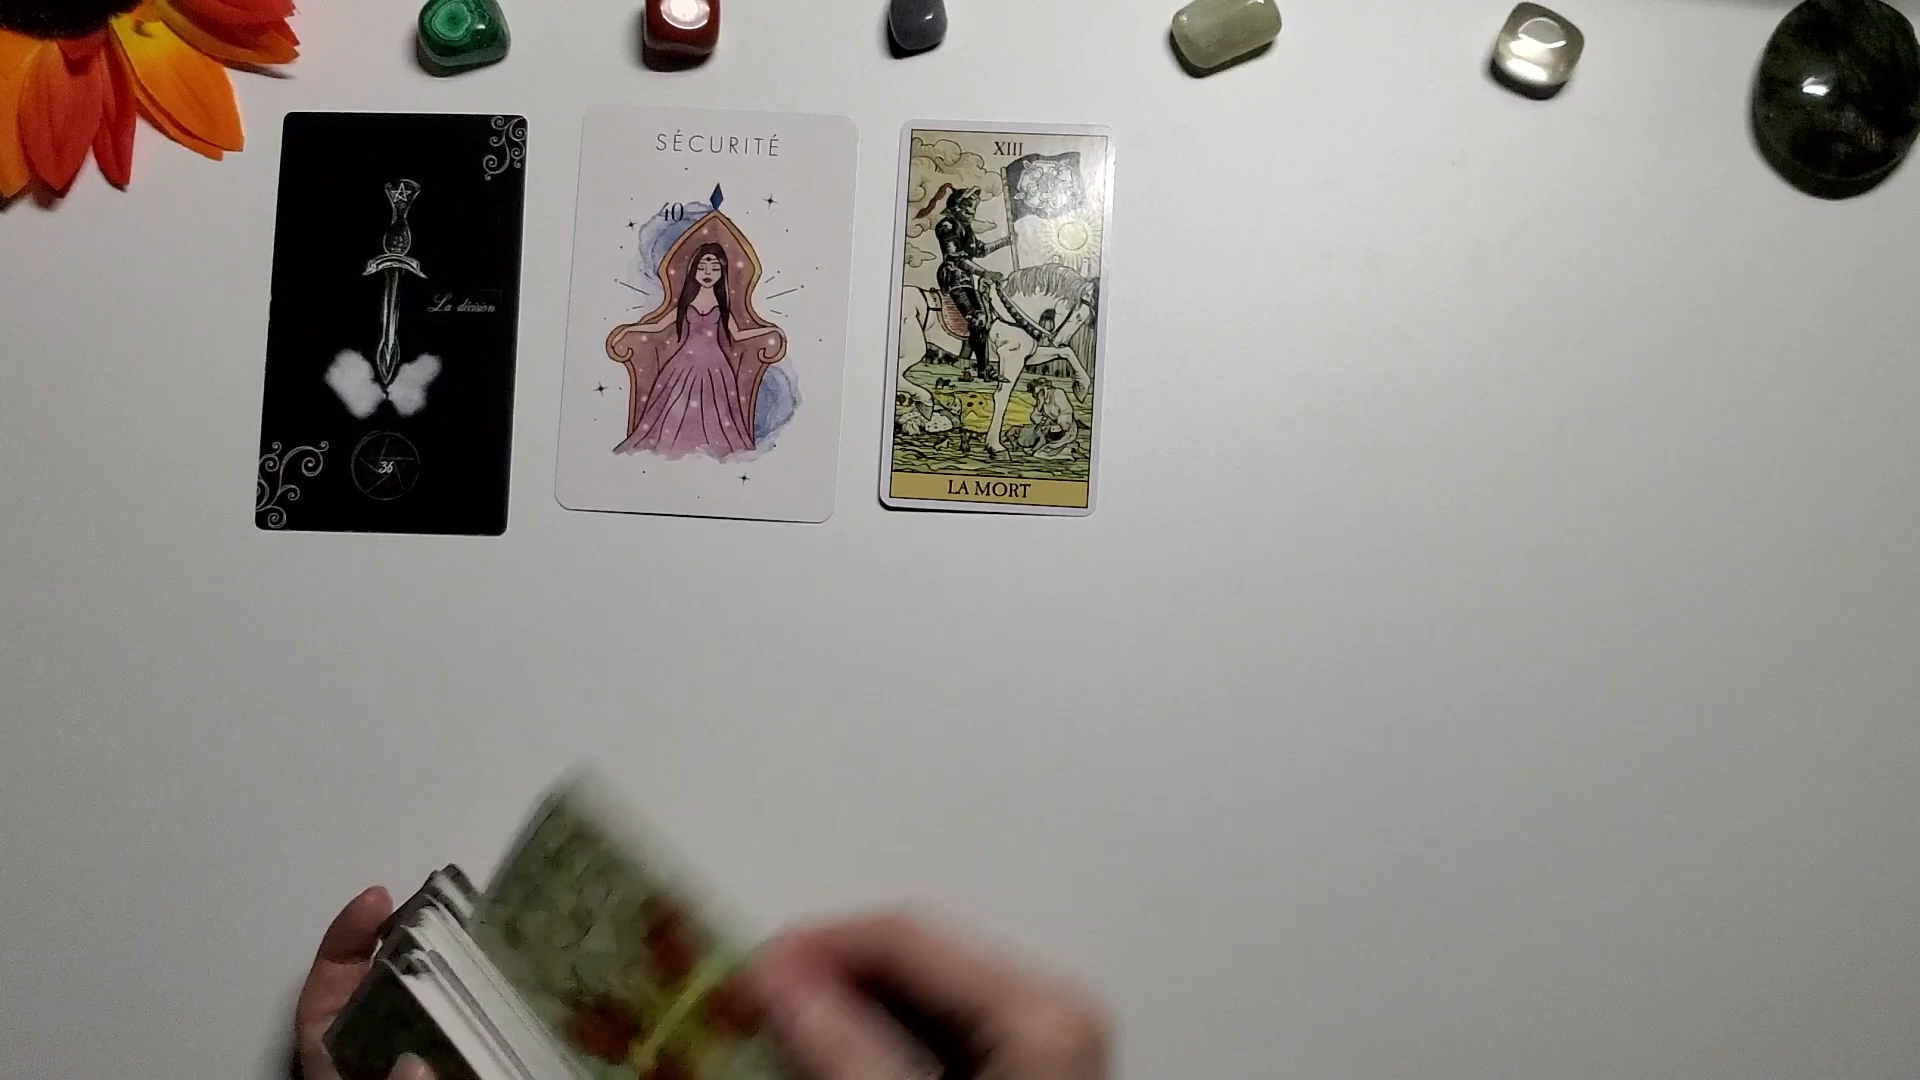 La décision
36
SÉCURITÉ
40
XIII
LA MORT